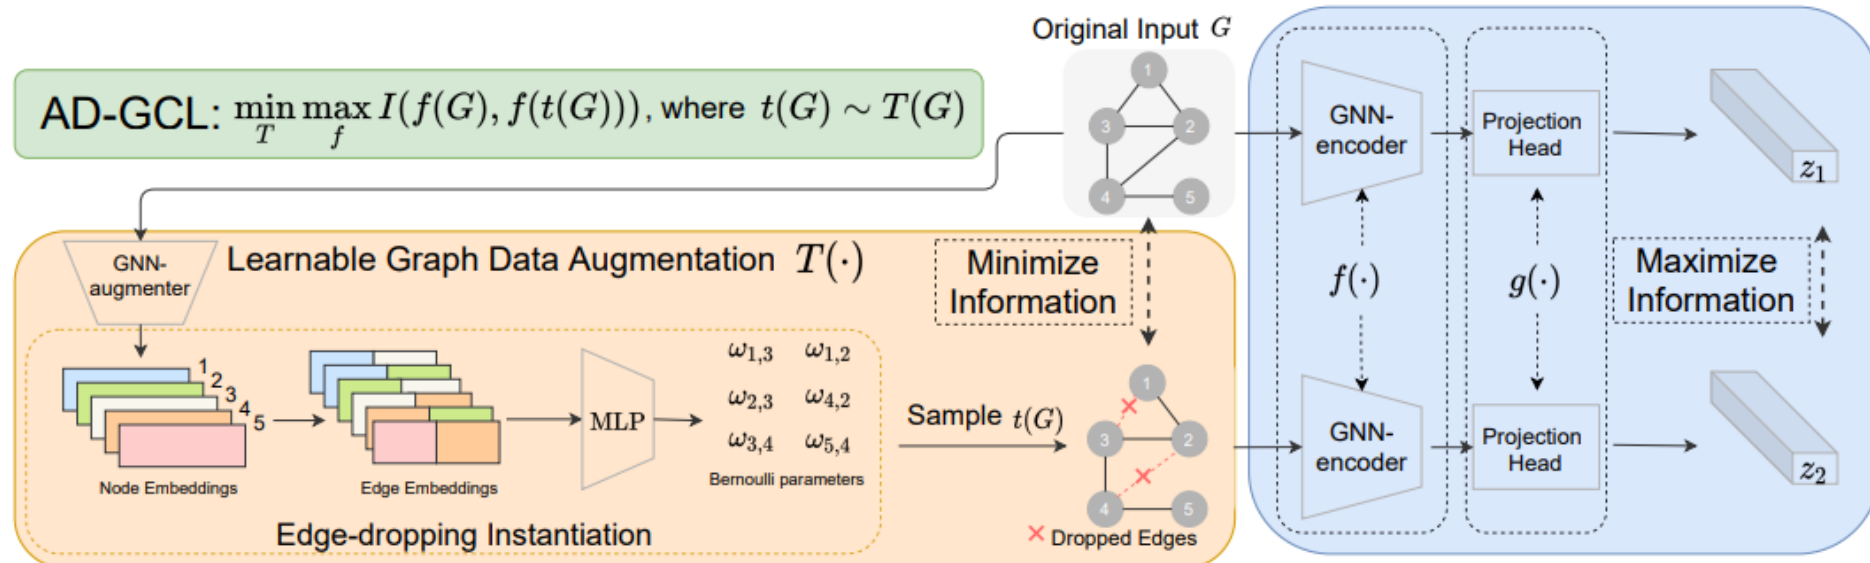 Original Input G
AD-GCL: min max I(f(G), f(t(G))), where t(G) ∼ T(G)
T f
1
3 2
4 5
GNN-
encoder
Projection
Head
z₁
Learnable Graph Data Augmentation T(·)
GNN-
augmenter
Minimize
Information
f(·)
g(·)
Maximize
Information
1
2
3
4
5
Node Embeddings
Edge Embeddings
MLP
ω₁,₃ ω₁,₂
ω₂,₃ ω₄,₂
ω₃,₄ ω₅,₄
Bernoulli parameters
Sample t(G)
1
3 2
4 5
× Dropped Edges
Edge-dropping Instantiation
GNN-
encoder
Projection
Head
z₂